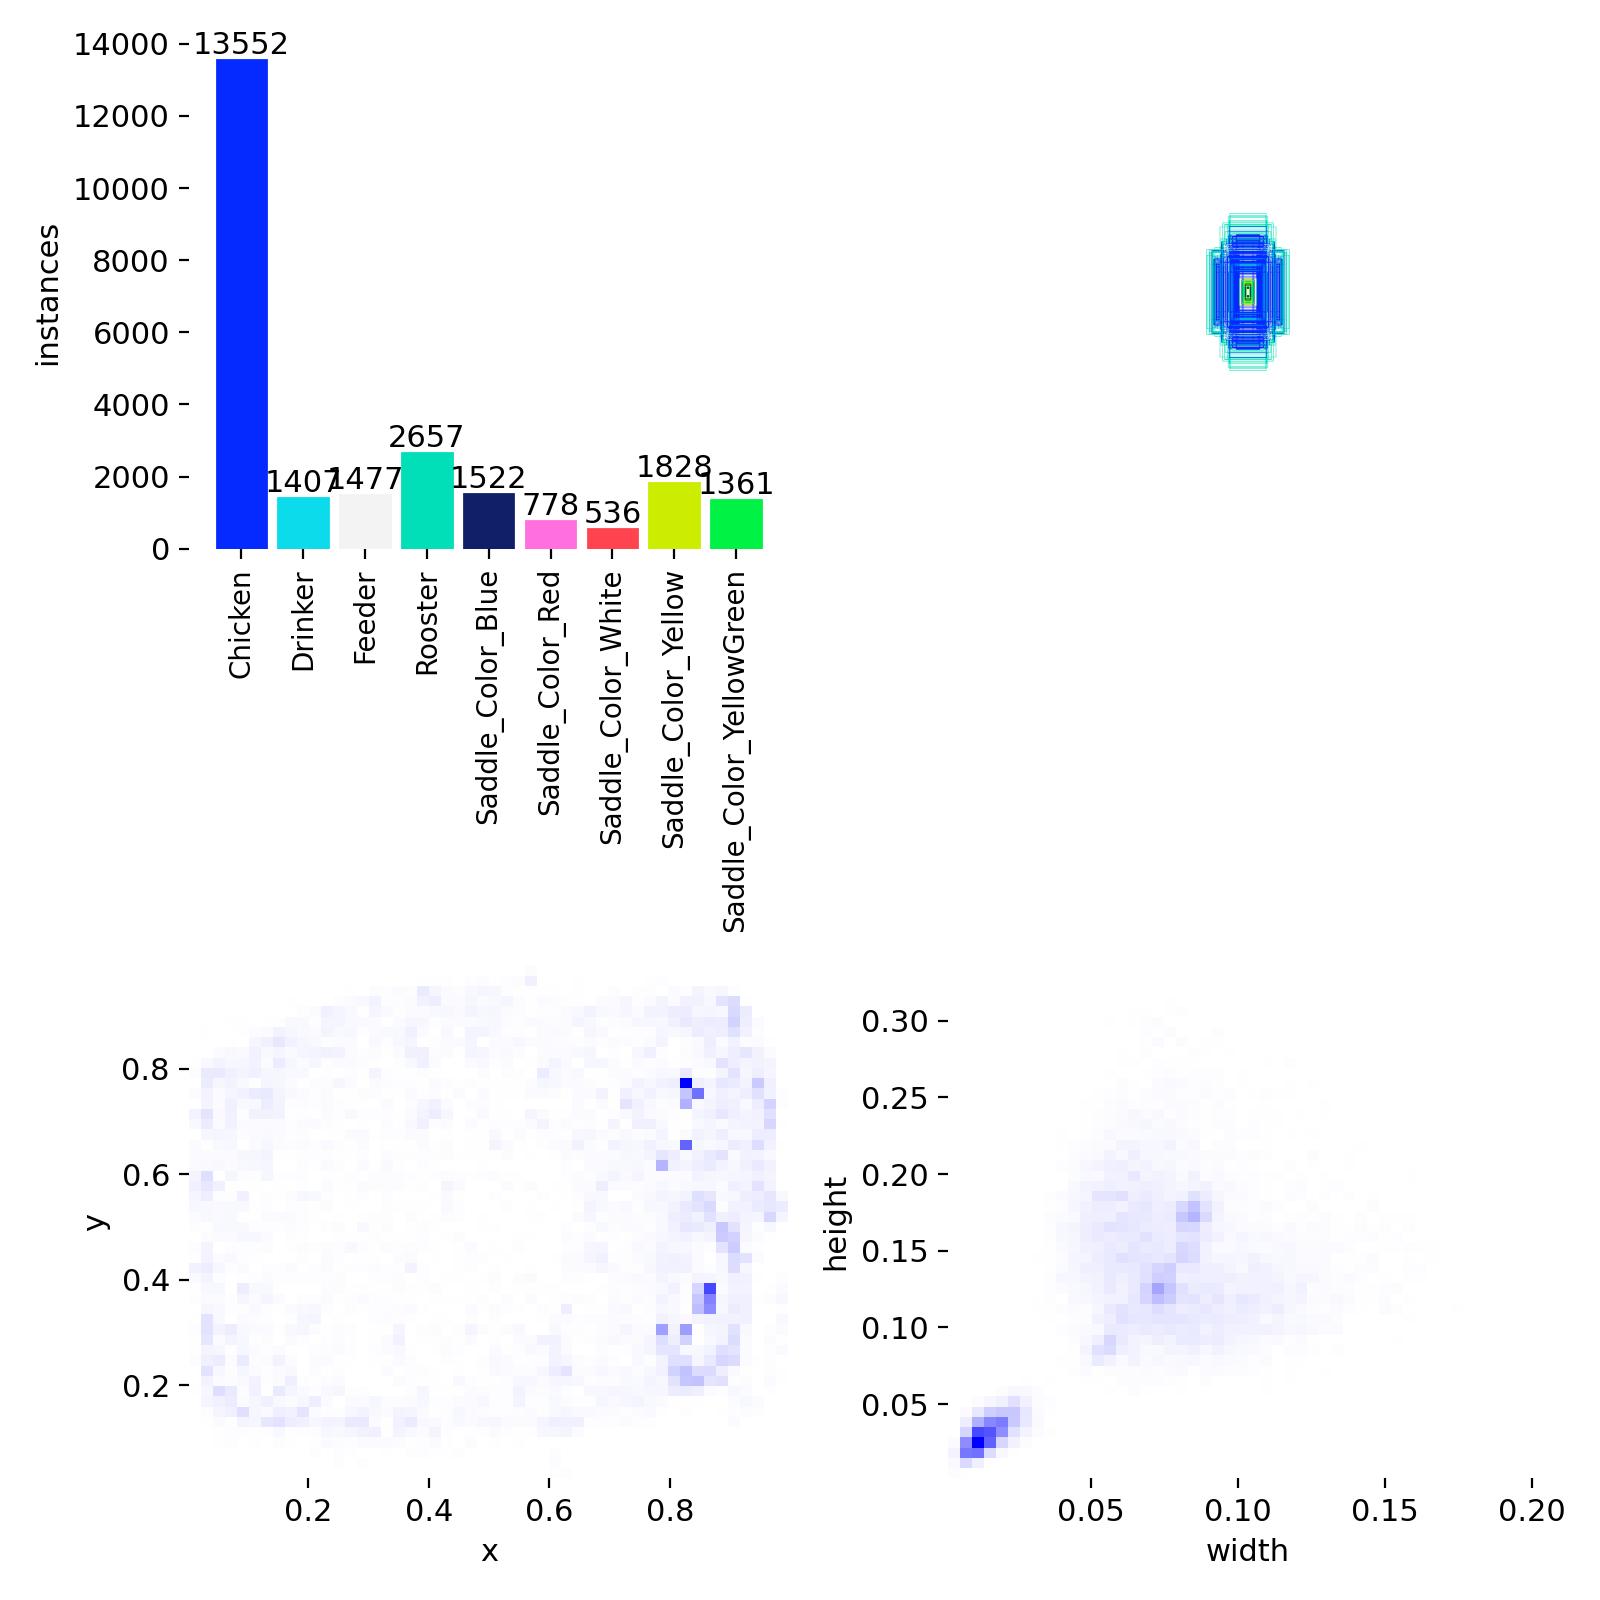 14000
12000
10000
8000
6000
4000
2000
0
instances
13552
1407
1477
2657
1522
778
536
1828
1361
Chicken
Drinker
Feeder
Rooster
Saddle_Color_Blue
Saddle_Color_Red
Saddle_Color_White
Saddle_Color_Yellow
Saddle_Color_YellowGreen
0.8
0.6
0.4
0.2
y
0.2
0.4
0.6
0.8
x
0.30
0.25
0.20
0.15
0.10
0.05
height
0.05
0.10
0.15
0.20
width